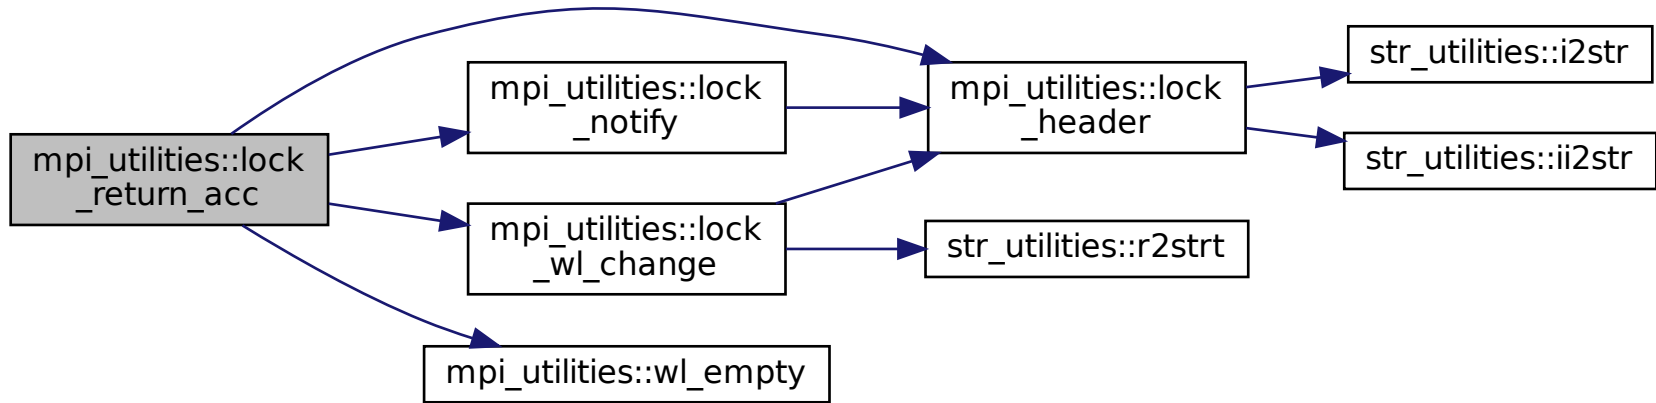 mpi_utilities::lock
_return_acc
mpi_utilities::lock
_notify
mpi_utilities::lock
_wl_change
mpi_utilities::wl_empty
mpi_utilities::lock
_header
str_utilities::r2strt
str_utilities::i2str
str_utilities::ii2str